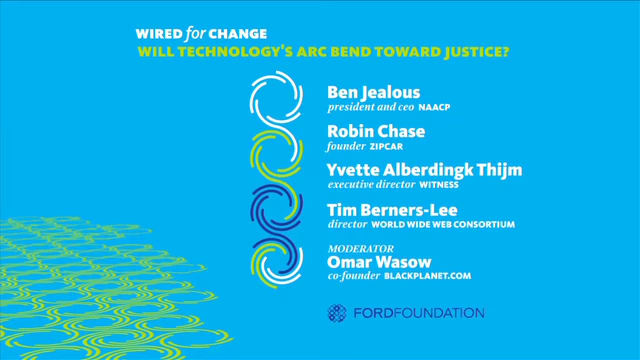 WIRED for CHANGE
WILL TECHNOLOGY'S ARC BEND TOWARD JUSTICE?
Ben Jealous
president and ceo NAACP
Robin Chase
founder ZIPCAR
Yvette Alberdingk Thijm
executive director WITNESS
Tim Berners-Lee
director WORLD WIDE WEB CONSORTIUM
MODERATOR
Omar Wasow
co-founder BLACKPLANET.COM
FORDFOUNDATION